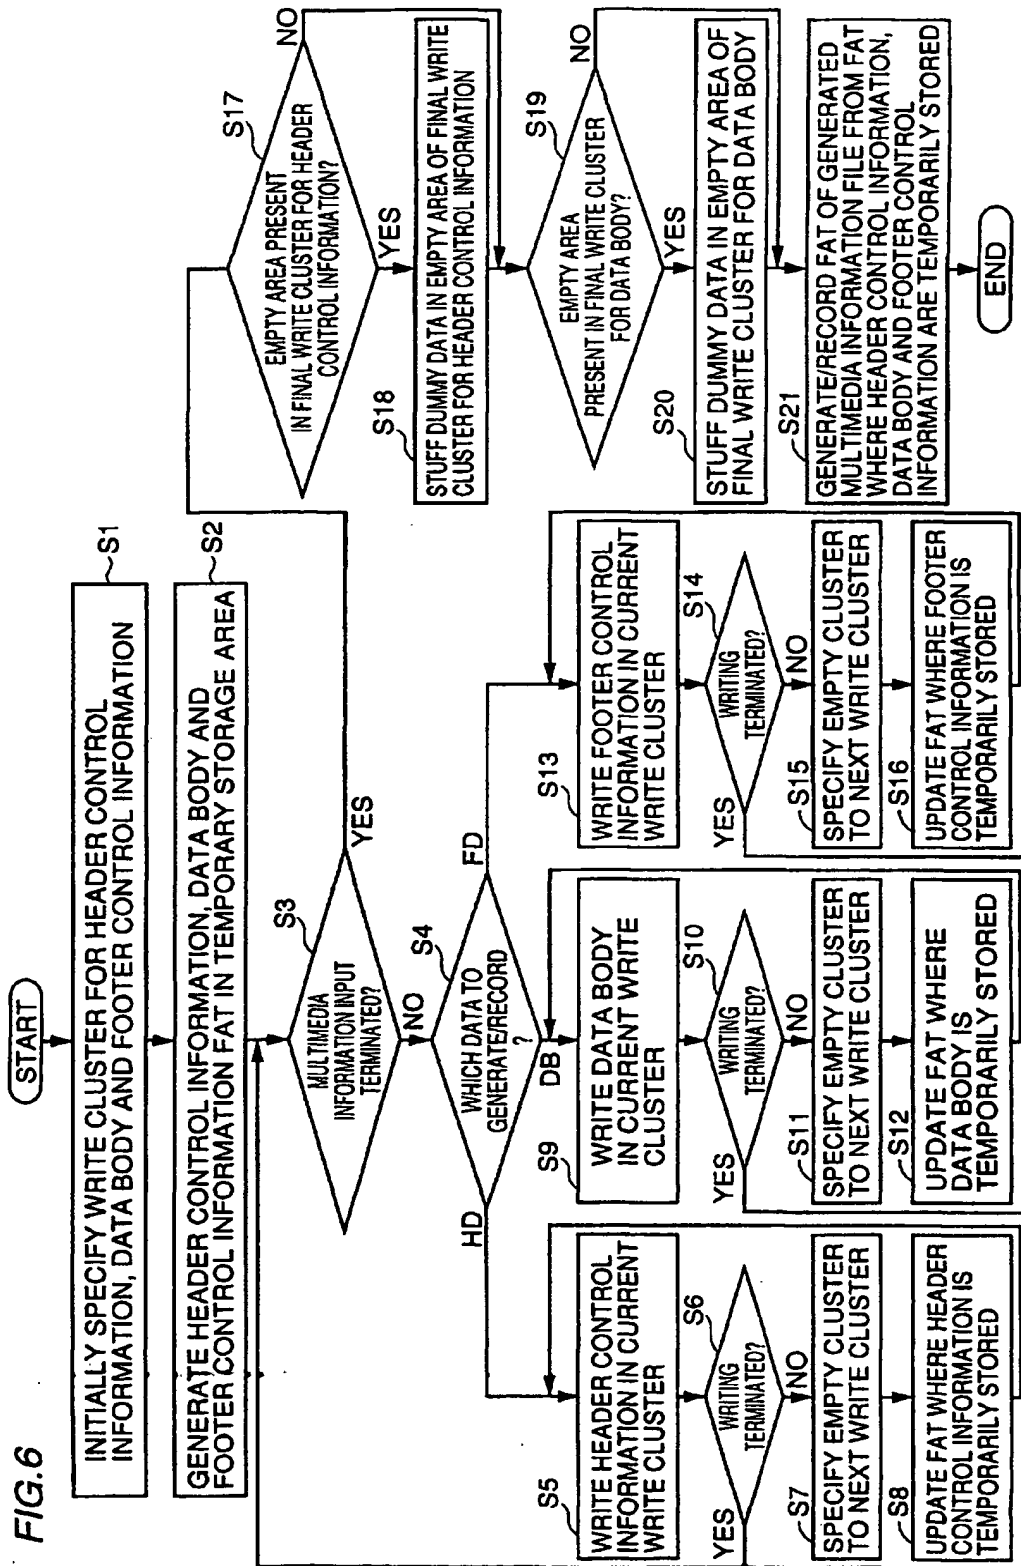 FIG.6
START
INITIALLY SPECIFY WRITE CLUSTER FOR HEADER CONTROL
INFORMATION, DATA BODY AND FOOTER CONTROL INFORMATION
S1
GENERATE HEADER CONTROL INFORMATION, DATA BODY AND
FOOTER CONTROL INFORMATION FAT IN TEMPORARY STORAGE AREA
S2
S3
MULTIMEDIA
INFORMATION INPUT
TERMINATED?
YES
NO
S4
WHICH DATA TO
GENERATE/RECORD
?
HD
DB
FD
S5
WRITE HEADER CONTROL
INFORMATION IN CURRENT
WRITE CLUSTER
S6
WRITING
TERMINATED?
YES
NO
S7
SPECIFY EMPTY CLUSTER
TO NEXT WRITE CLUSTER
S8
UPDATE FAT WHERE HEADER
CONTROL INFORMATION IS
TEMPORARILY STORED
S9
WRITE DATA BODY
IN CURRENT WRITE
CLUSTER
S10
WRITING
TERMINATED?
YES
NO
S11
SPECIFY EMPTY CLUSTER
TO NEXT WRITE CLUSTER
S12
UPDATE FAT WHERE
DATA BODY IS
TEMPORARILY STORED
S13
WRITE FOOTER CONTROL
INFORMATION IN CURRENT
WRITE CLUSTER
S14
WRITING
TERMINATED?
YES
NO
S15
SPECIFY EMPTY CLUSTER
TO NEXT WRITE CLUSTER
S16
UPDATE FAT WHERE FOOTER
CONTROL INFORMATION IS
TEMPORARILY STORED
S17
EMPTY AREA PRESENT
IN FINAL WRITE CLUSTER FOR HEADER
CONTROL INFORMATION?
NO
YES
S18
STUFF DUMMY DATA IN EMPTY AREA OF FINAL WRITE
CLUSTER FOR HEADER CONTROL INFORMATION
S19
EMPTY AREA
PRESENT IN FINAL WRITE CLUSTER
FOR DATA BODY?
NO
YES
S20
STUFF DUMMY DATA IN EMPTY AREA OF
FINAL WRITE CLUSTER FOR DATA BODY
S21
GENERATE/RECORD FAT OF GENERATED
MULTIMEDIA INFORMATION FILE FROM FAT
WHERE HEADER CONTROL INFORMATION,
DATA BODY AND FOOTER CONTROL
INFORMATION ARE TEMPORARILY STORED
END